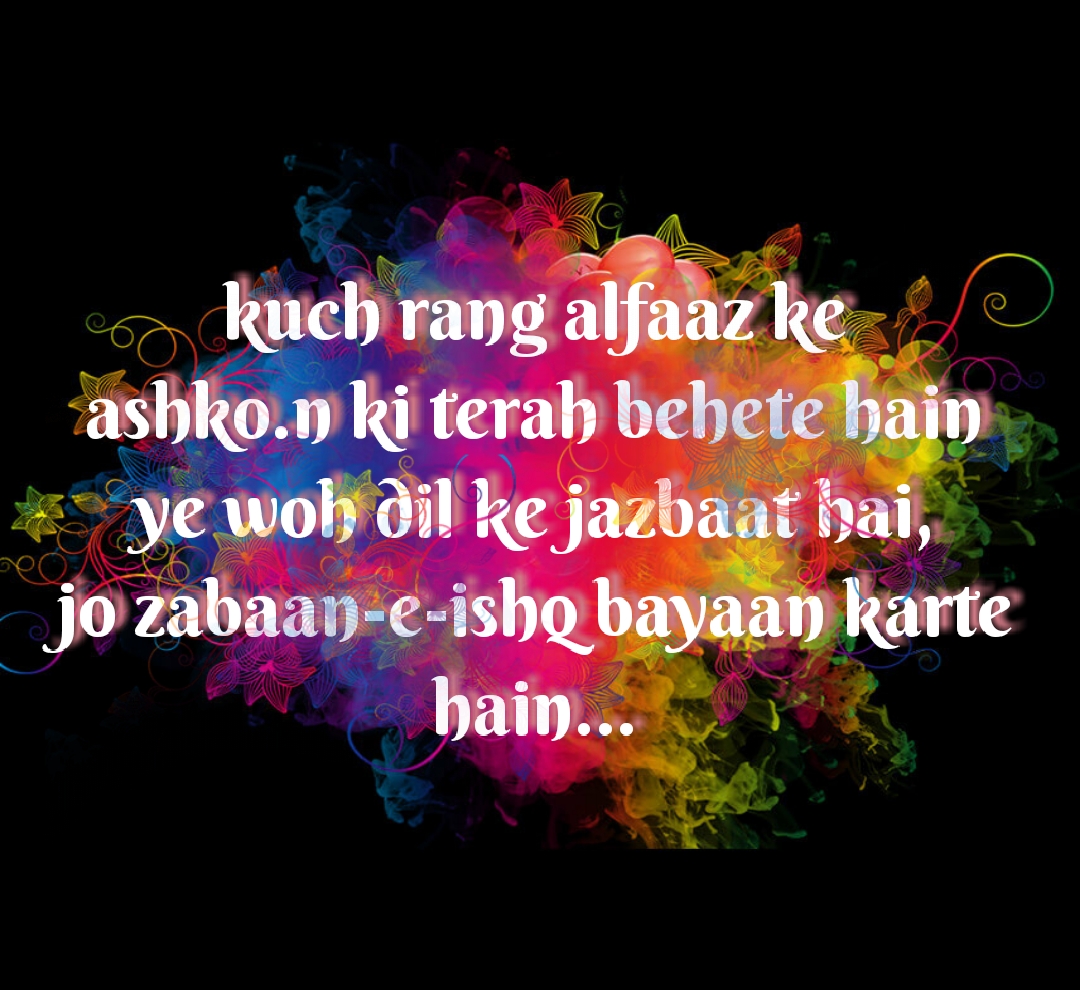 kuch rang alfaaz ke
ashko.n ki terah behete hain
ye woh dil ke jazbaat hai,
jo zabaan-e-ishq bayaan karte
hain...